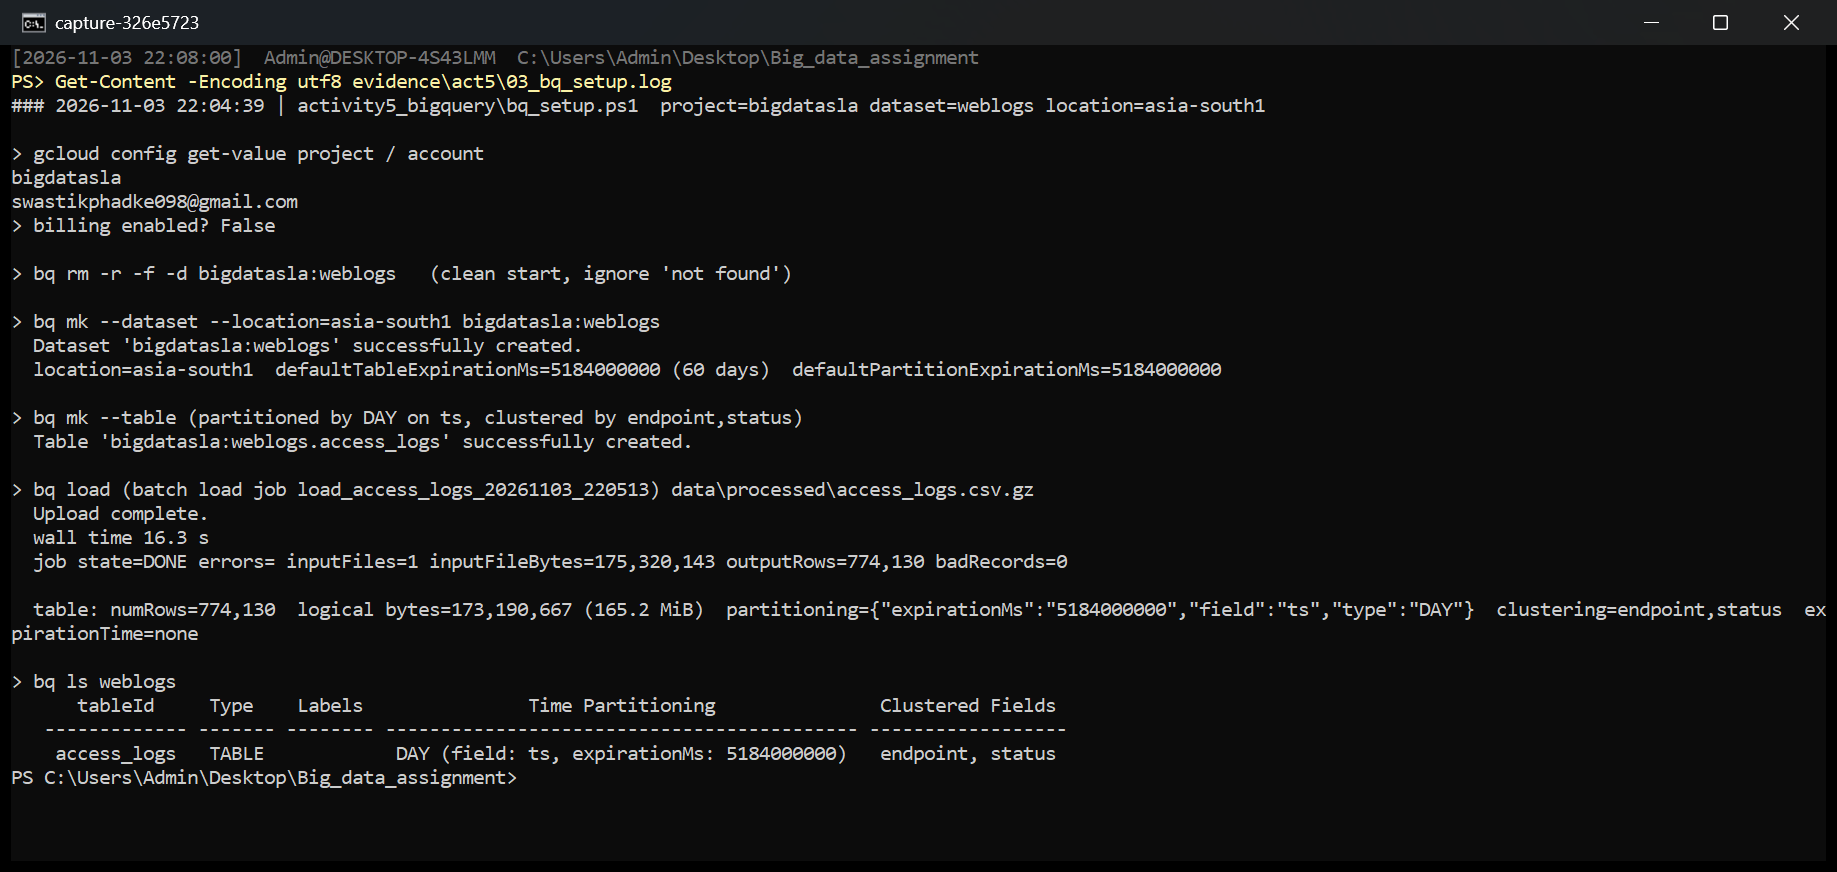 capture-326e5723
[2026-11-03 22:08:00]  Admin@DESKTOP-4S43LMM  C:\Users\Admin\Desktop\Big_data_assignment
PS> Get-Content -Encoding utf8 evidence\act5\03_bq_setup.log
### 2026-11-03 22:04:39 | activity5_bigquery\bq_setup.ps1  project=bigdatasla dataset=weblogs location=asia-south1
> gcloud config get-value project / account
bigdatasla
swastikphadke098@gmail.com
> billing enabled? False
> bq rm -r -f -d bigdatasla:weblogs   (clean start, ignore 'not found')
> bq mk --dataset --location=asia-south1 bigdatasla:weblogs
  Dataset 'bigdatasla:weblogs' successfully created.
  location=asia-south1  defaultTableExpirationMs=5184000000 (60 days)  defaultPartitionExpirationMs=5184000000
> bq mk --table (partitioned by DAY on ts, clustered by endpoint,status)
  Table 'bigdatasla:weblogs.access_logs' successfully created.
> bq load (batch load job load_access_logs_20261103_220513) data\processed\access_logs.csv.gz
  Upload complete.
  wall time 16.3 s
  job state=DONE errors= inputFiles=1 inputFileBytes=175,320,143 outputRows=774,130 badRecords=0
  table: numRows=774,130  logical bytes=173,190,667 (165.2 MiB)  partitioning={"expirationMs":"5184000000","field":"ts","type":"DAY"}  clustering=endpoint,status  ex
pirationTime=none
> bq ls weblogs
      tableId     Type    Labels               Time Partitioning               Clustered Fields
   ------------- ------- -------- ------------------------------------------- ------------------
    access_logs   TABLE            DAY (field: ts, expirationMs: 5184000000)   endpoint, status
PS C:\Users\Admin\Desktop\Big_data_assignment>